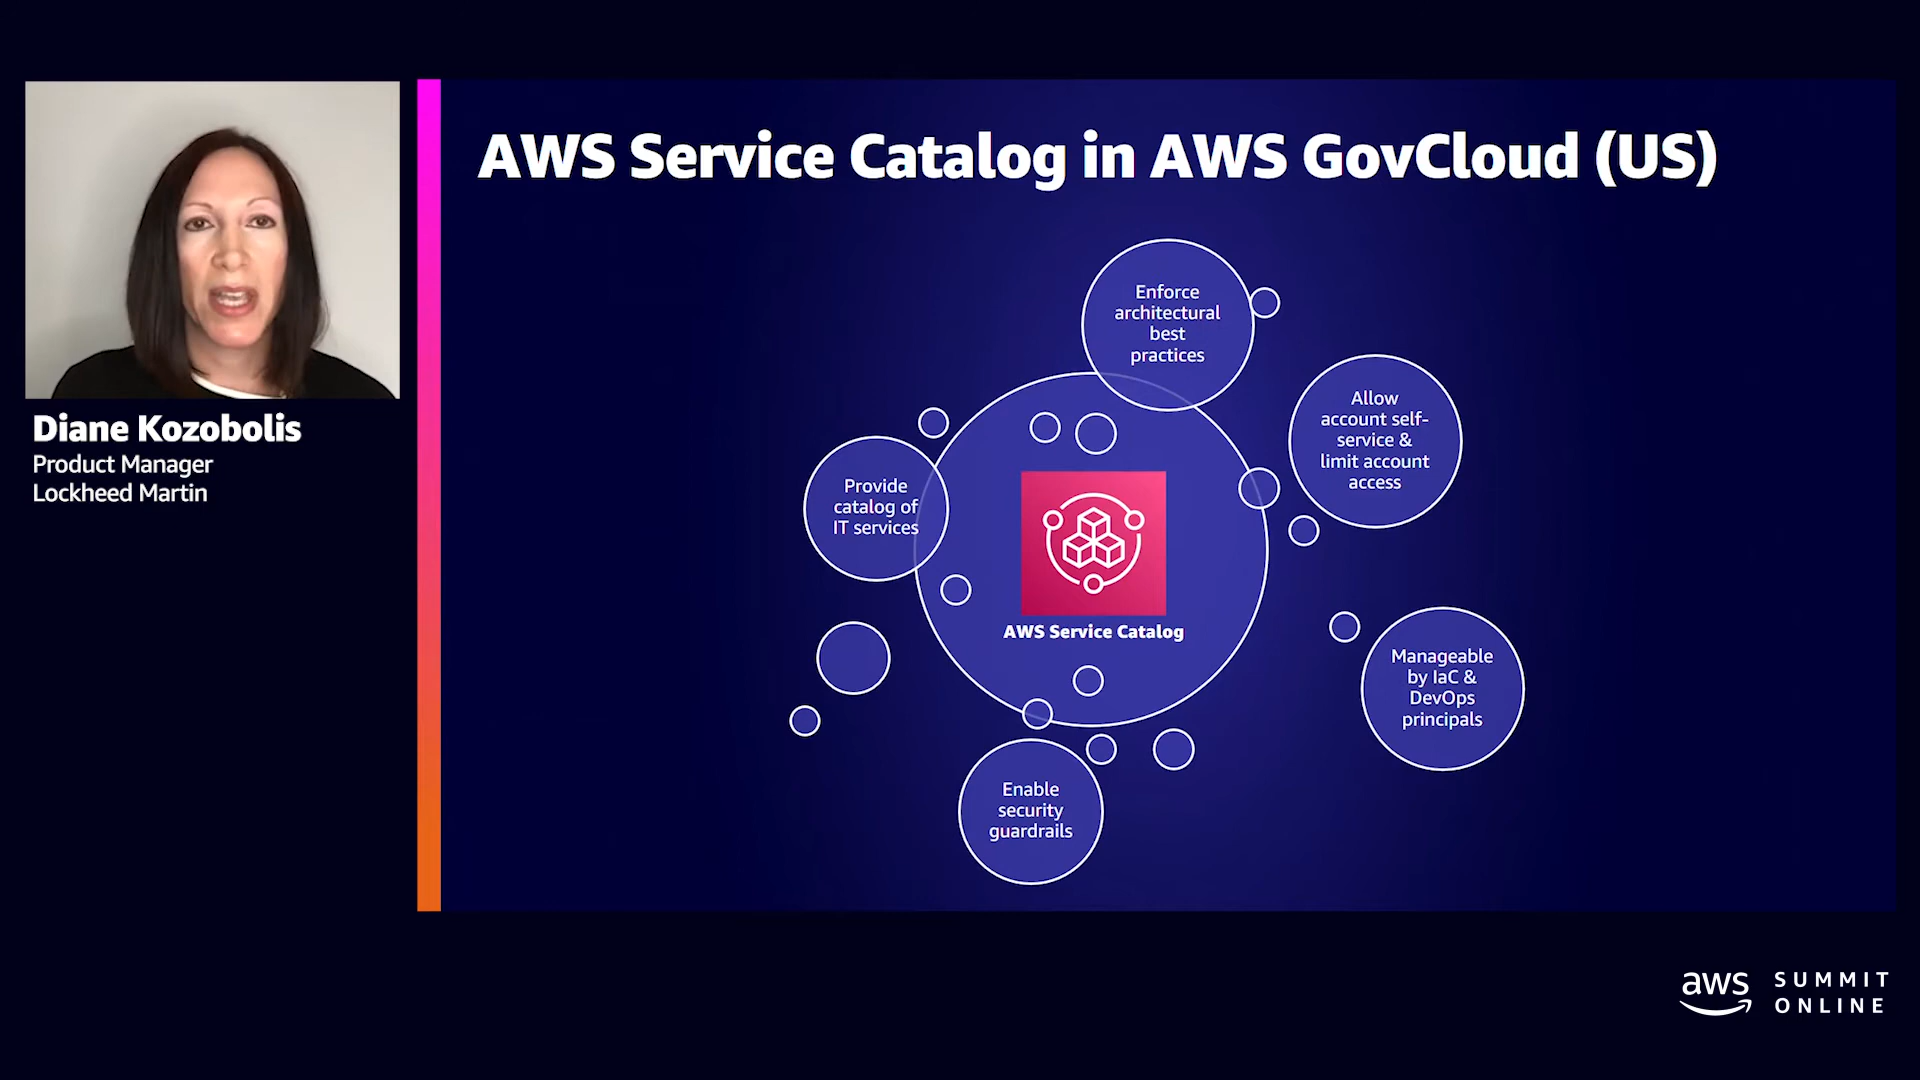 AWS Service Catalog in AWS GovCloud (US)
Diane Kozobolis
Product Manager
Lockheed Martin
Enforce
architectural
best
practices
Allow
account self-
service &
limit account
access
Provide
catalog of
IT services
AWS Service Catalog
Manageable
by IaC &
DevOps
principals
Enable
security
guardrails
aws SUMMIT
ONLINE